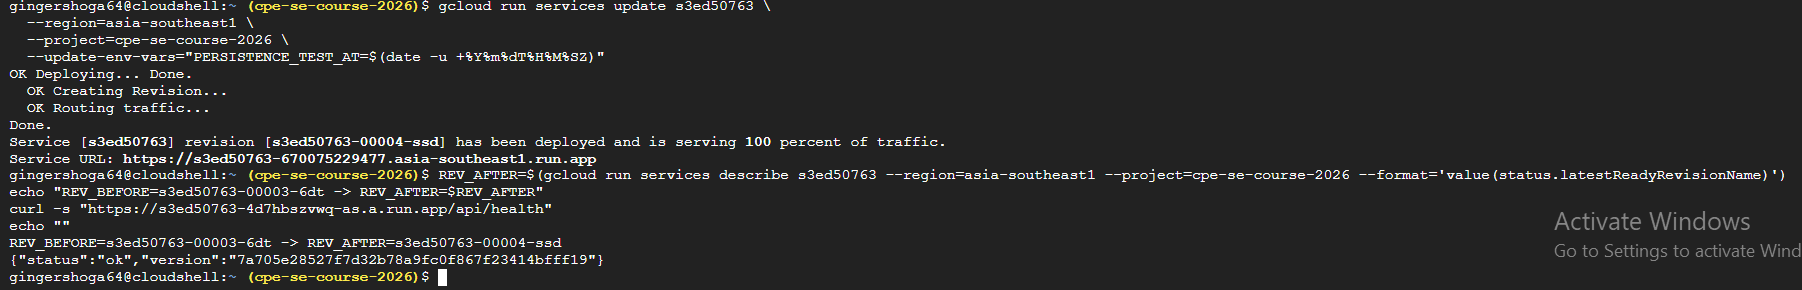 gingershoga64@cloudshell:~ (cpe-se-course-2026)$ gcloud run services update s3ed50763 \
  --region=asia-southeast1 \
  --project=cpe-se-course-2026 \
  --update-env-vars="PERSISTENCE_TEST_AT=$(date -u +%Y%m%dT%H%M%SZ)"
OK Deploying... Done.
  OK Creating Revision...
  OK Routing traffic...
Done.
Service [s3ed50763] revision [s3ed50763-00004-ssd] has been deployed and is serving 100 percent of traffic.
Service URL: https://s3ed50763-670075229477.asia-southeast1.run.app
gingershoga64@cloudshell:~ (cpe-se-course-2026)$ REV_AFTER=$(gcloud run services describe s3ed50763 --region=asia-southeast1 --project=cpe-se-course-2026 --format='value(status.latestReadyRevisionName)')
echo "REV_BEFORE=s3ed50763-00003-6dt -> REV_AFTER=$REV_AFTER"
curl -s "https://s3ed50763-4d7hbszvwq-as.a.run.app/api/health"
echo ""
REV_BEFORE=s3ed50763-00003-6dt -> REV_AFTER=s3ed50763-00004-ssd
{"status":"ok","version":"7a705e28527f7d32b78a9fc0f867f23414bfff19"}
gingershoga64@cloudshell:~ (cpe-se-course-2026)$
Activate Windows
Go to Settings to activate Wind